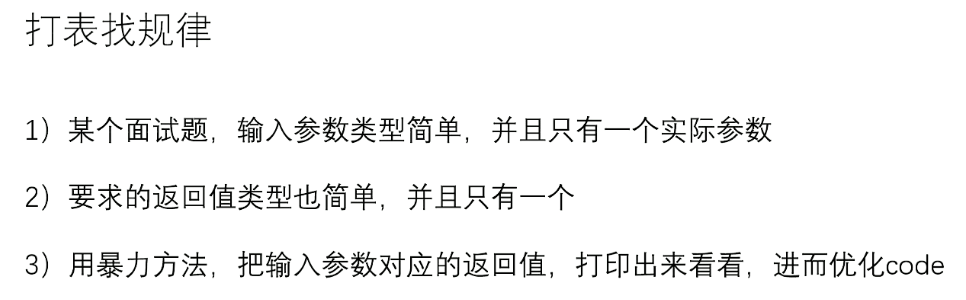 打表找规律
1）某个面试题，输入参数类型简单，并且只有一个实际参数
2）要求的返回值类型也简单，并且只有一个
3）用暴力方法，把输入参数对应的返回值，打印出来看看，进而优化code